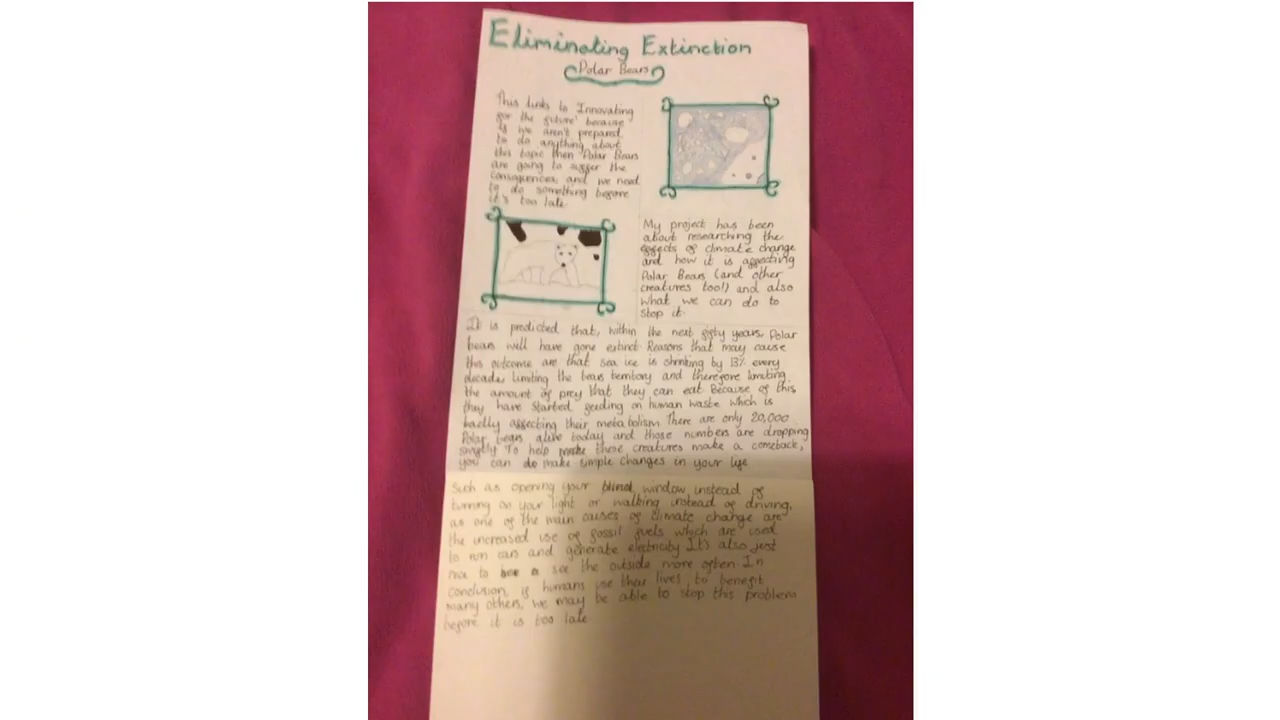 Eliminating Extinction
Polar Bears
This links to 'Innovating
for the future' because
if we aren't prepared
to do anything about
this topic then Polar Bears
are going to suffer the
consequences, and we need
to do something before
it's too late.
My project has been
about researching the
effects of climate change
and how it is affecting
Polar Bears (and other
creatures too!) and also
what we can do to
stop it.
It is predicted that, within the next fifty years, Polar
bears will have gone extinct. Reasons that may cause
this outcome are that sea ice is shrinking by 13% every
decade, limiting the bears territory and therefore limiting
the amount of prey that they can eat. Because of this,
they have started feeding on human waste which is
badly affecting their metabolism. There are only 20,000
Polar bears alive today and those numbers are dropping
swiftly. To help these creatures make a comeback,
you can make simple changes in your life
Such as opening your window instead of
turning on your light or walking instead of driving.
as one of the main causes of climate change are
the increased use of fossil fuels which are used
to run cars and generate electricity. It's also just
nice to see the outside more often. In
conclusion, if humans use their lives to benefit
many others, we may be able to stop this problem
before it is too late